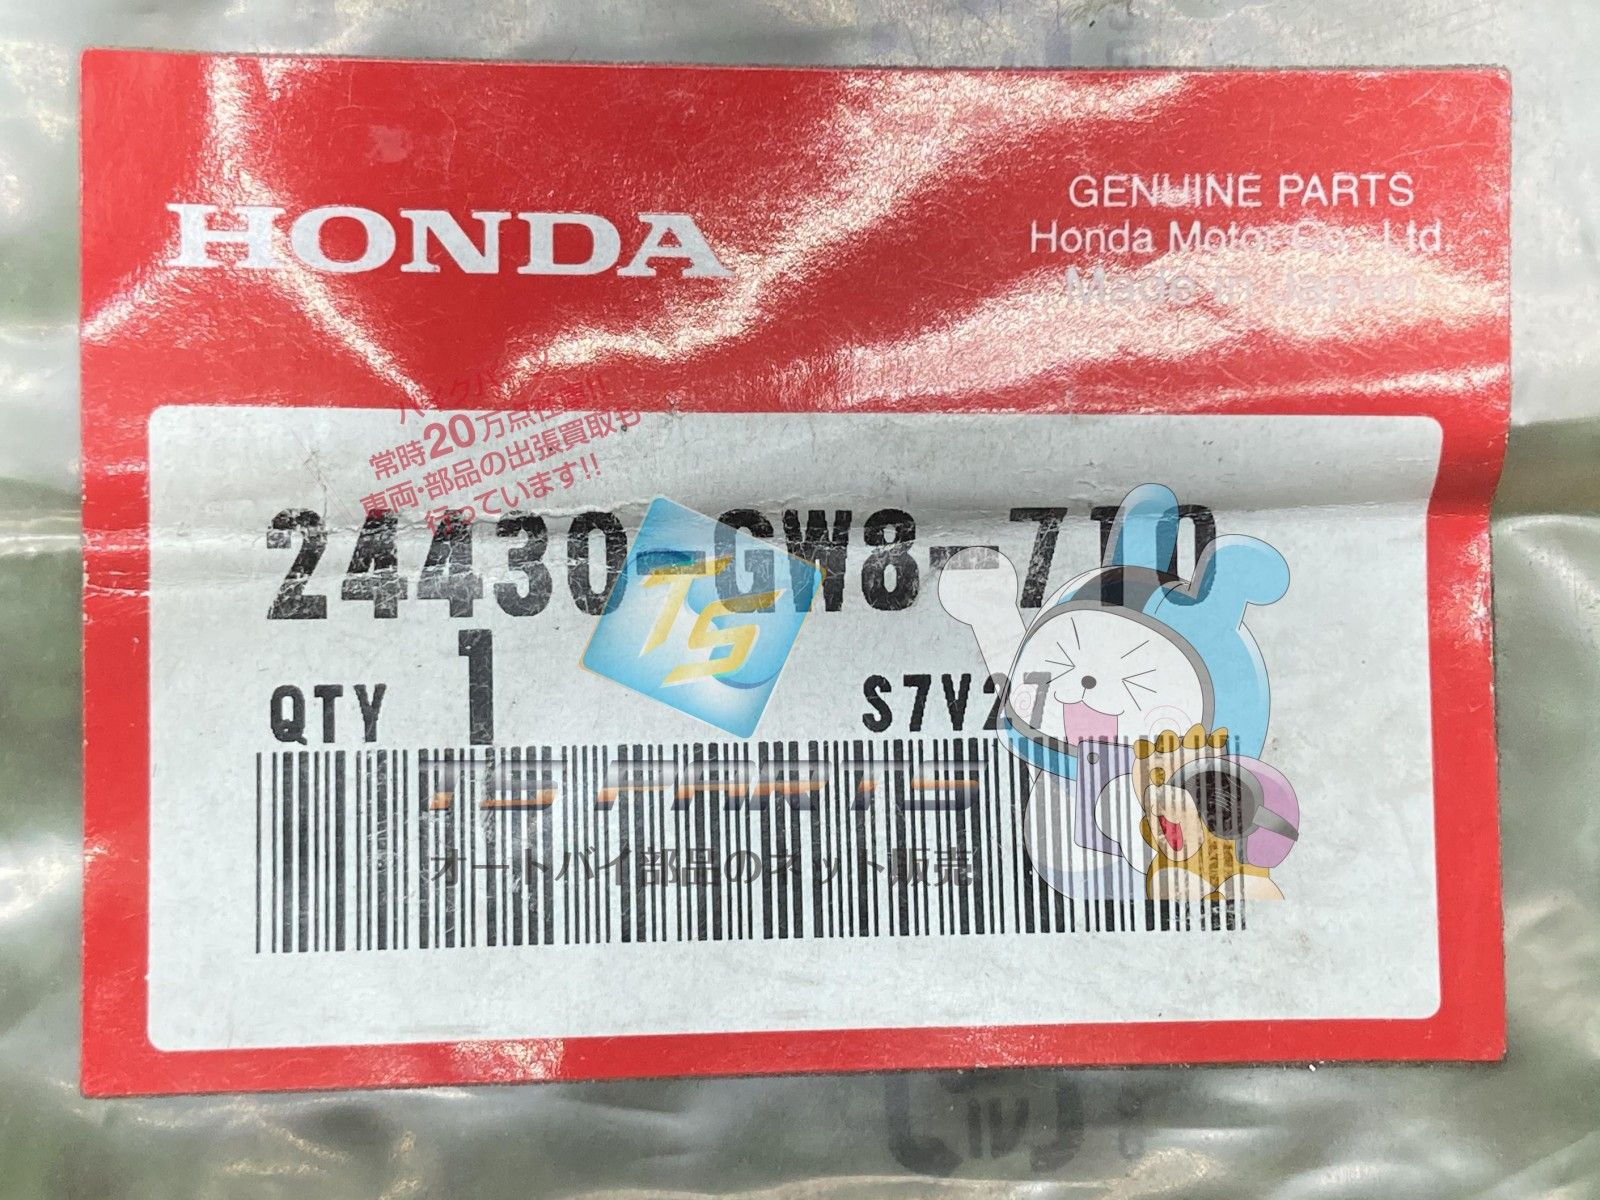 HONDA
GENUINE PARTS
Honda Motor Co., Ltd.
Made in Japan
常時20万点在庫!!
車両・部品の出張買取も
行っています!!
24430-GW8-710
QTY 1
S7V27
TS
TS PARTS
オートバイ部品のネット販売